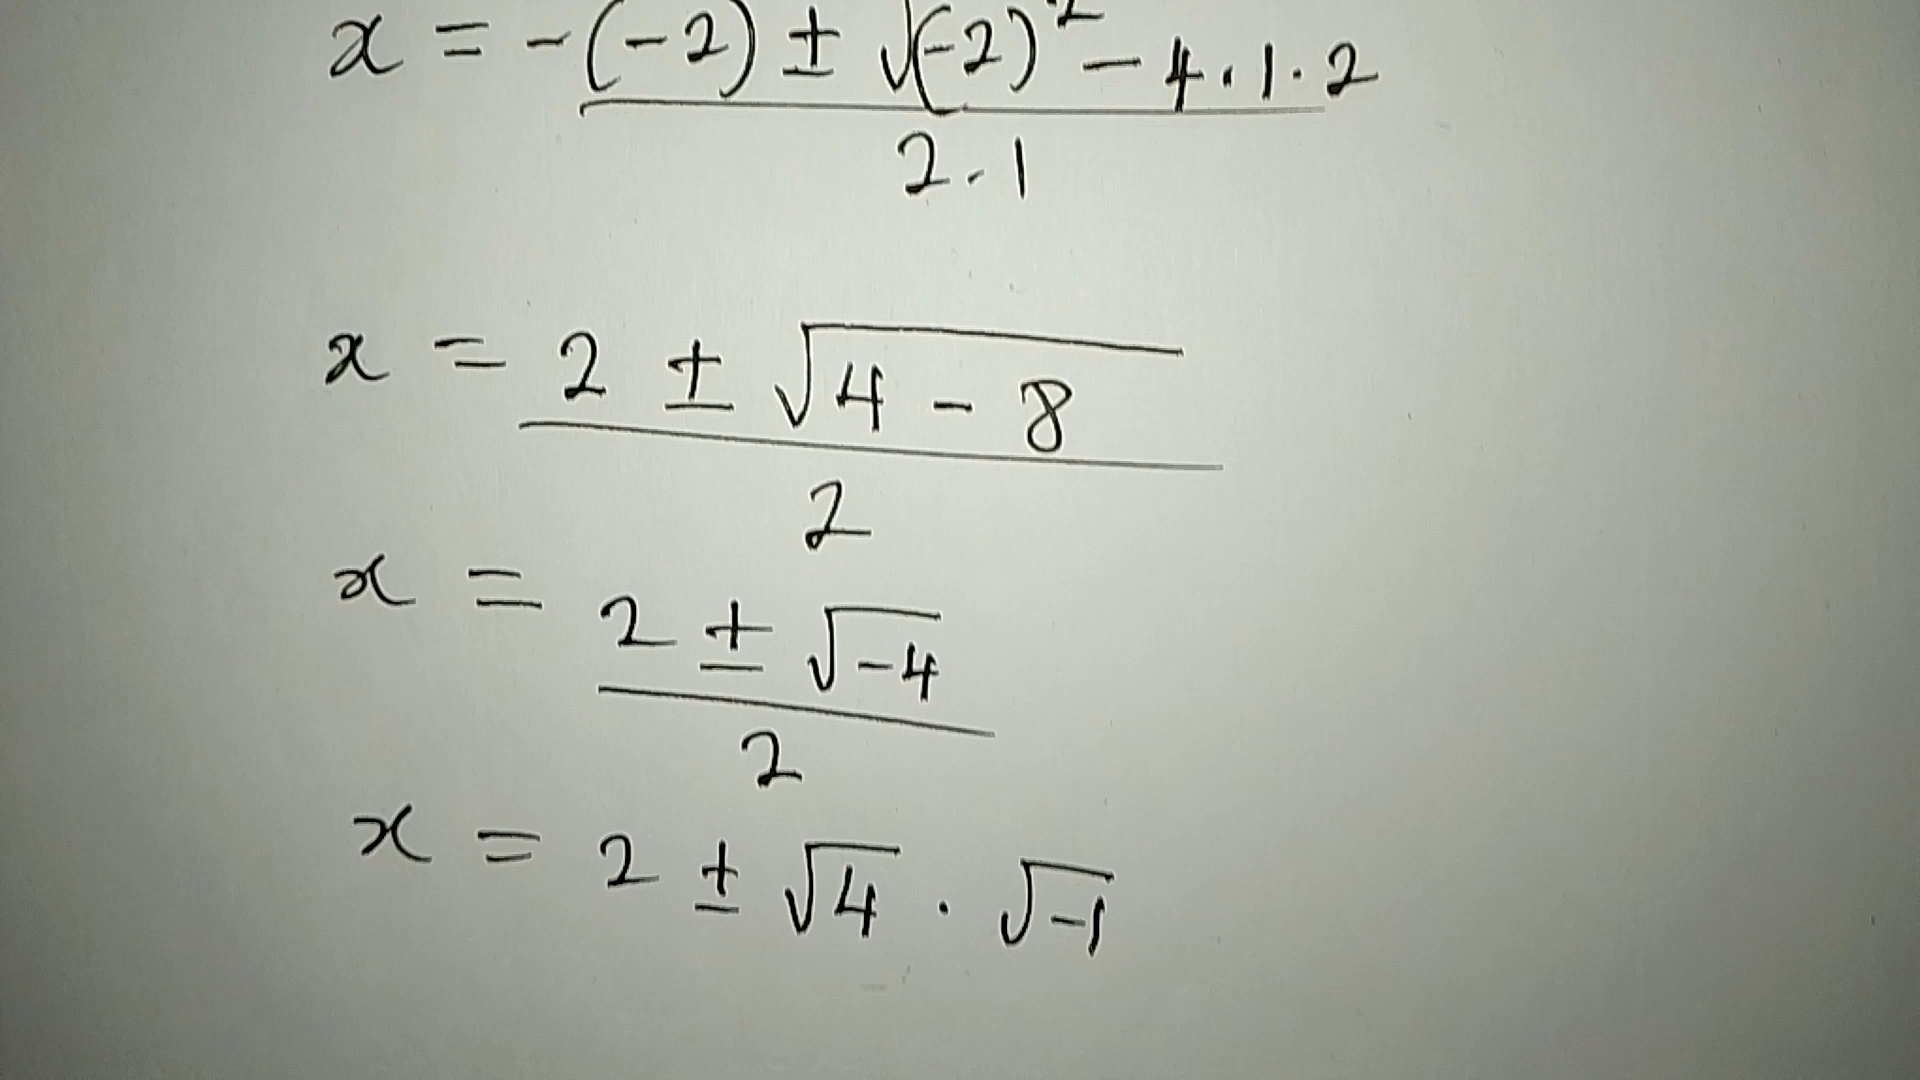 x = -(-2) ± √(-2)² - 4·1·2
2·1
x = 2 ± √4 - 8
2
x = 2 ± √-4
2
x = 2 ± √4 · √-1